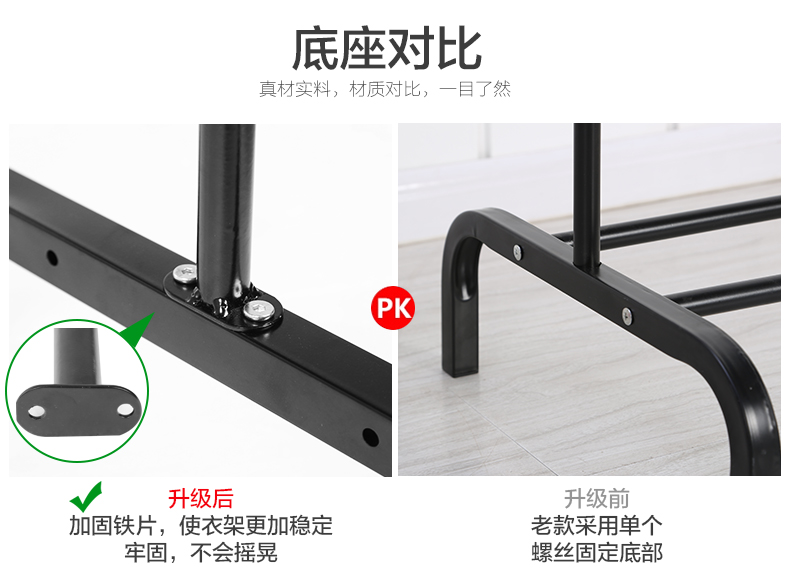 底座对比
真材实料，材质对比，一目了然
PK
升级后
加固铁片，使衣架更加稳定
牢固，不会摇晃
升级前
老款采用单个
螺丝固定底部